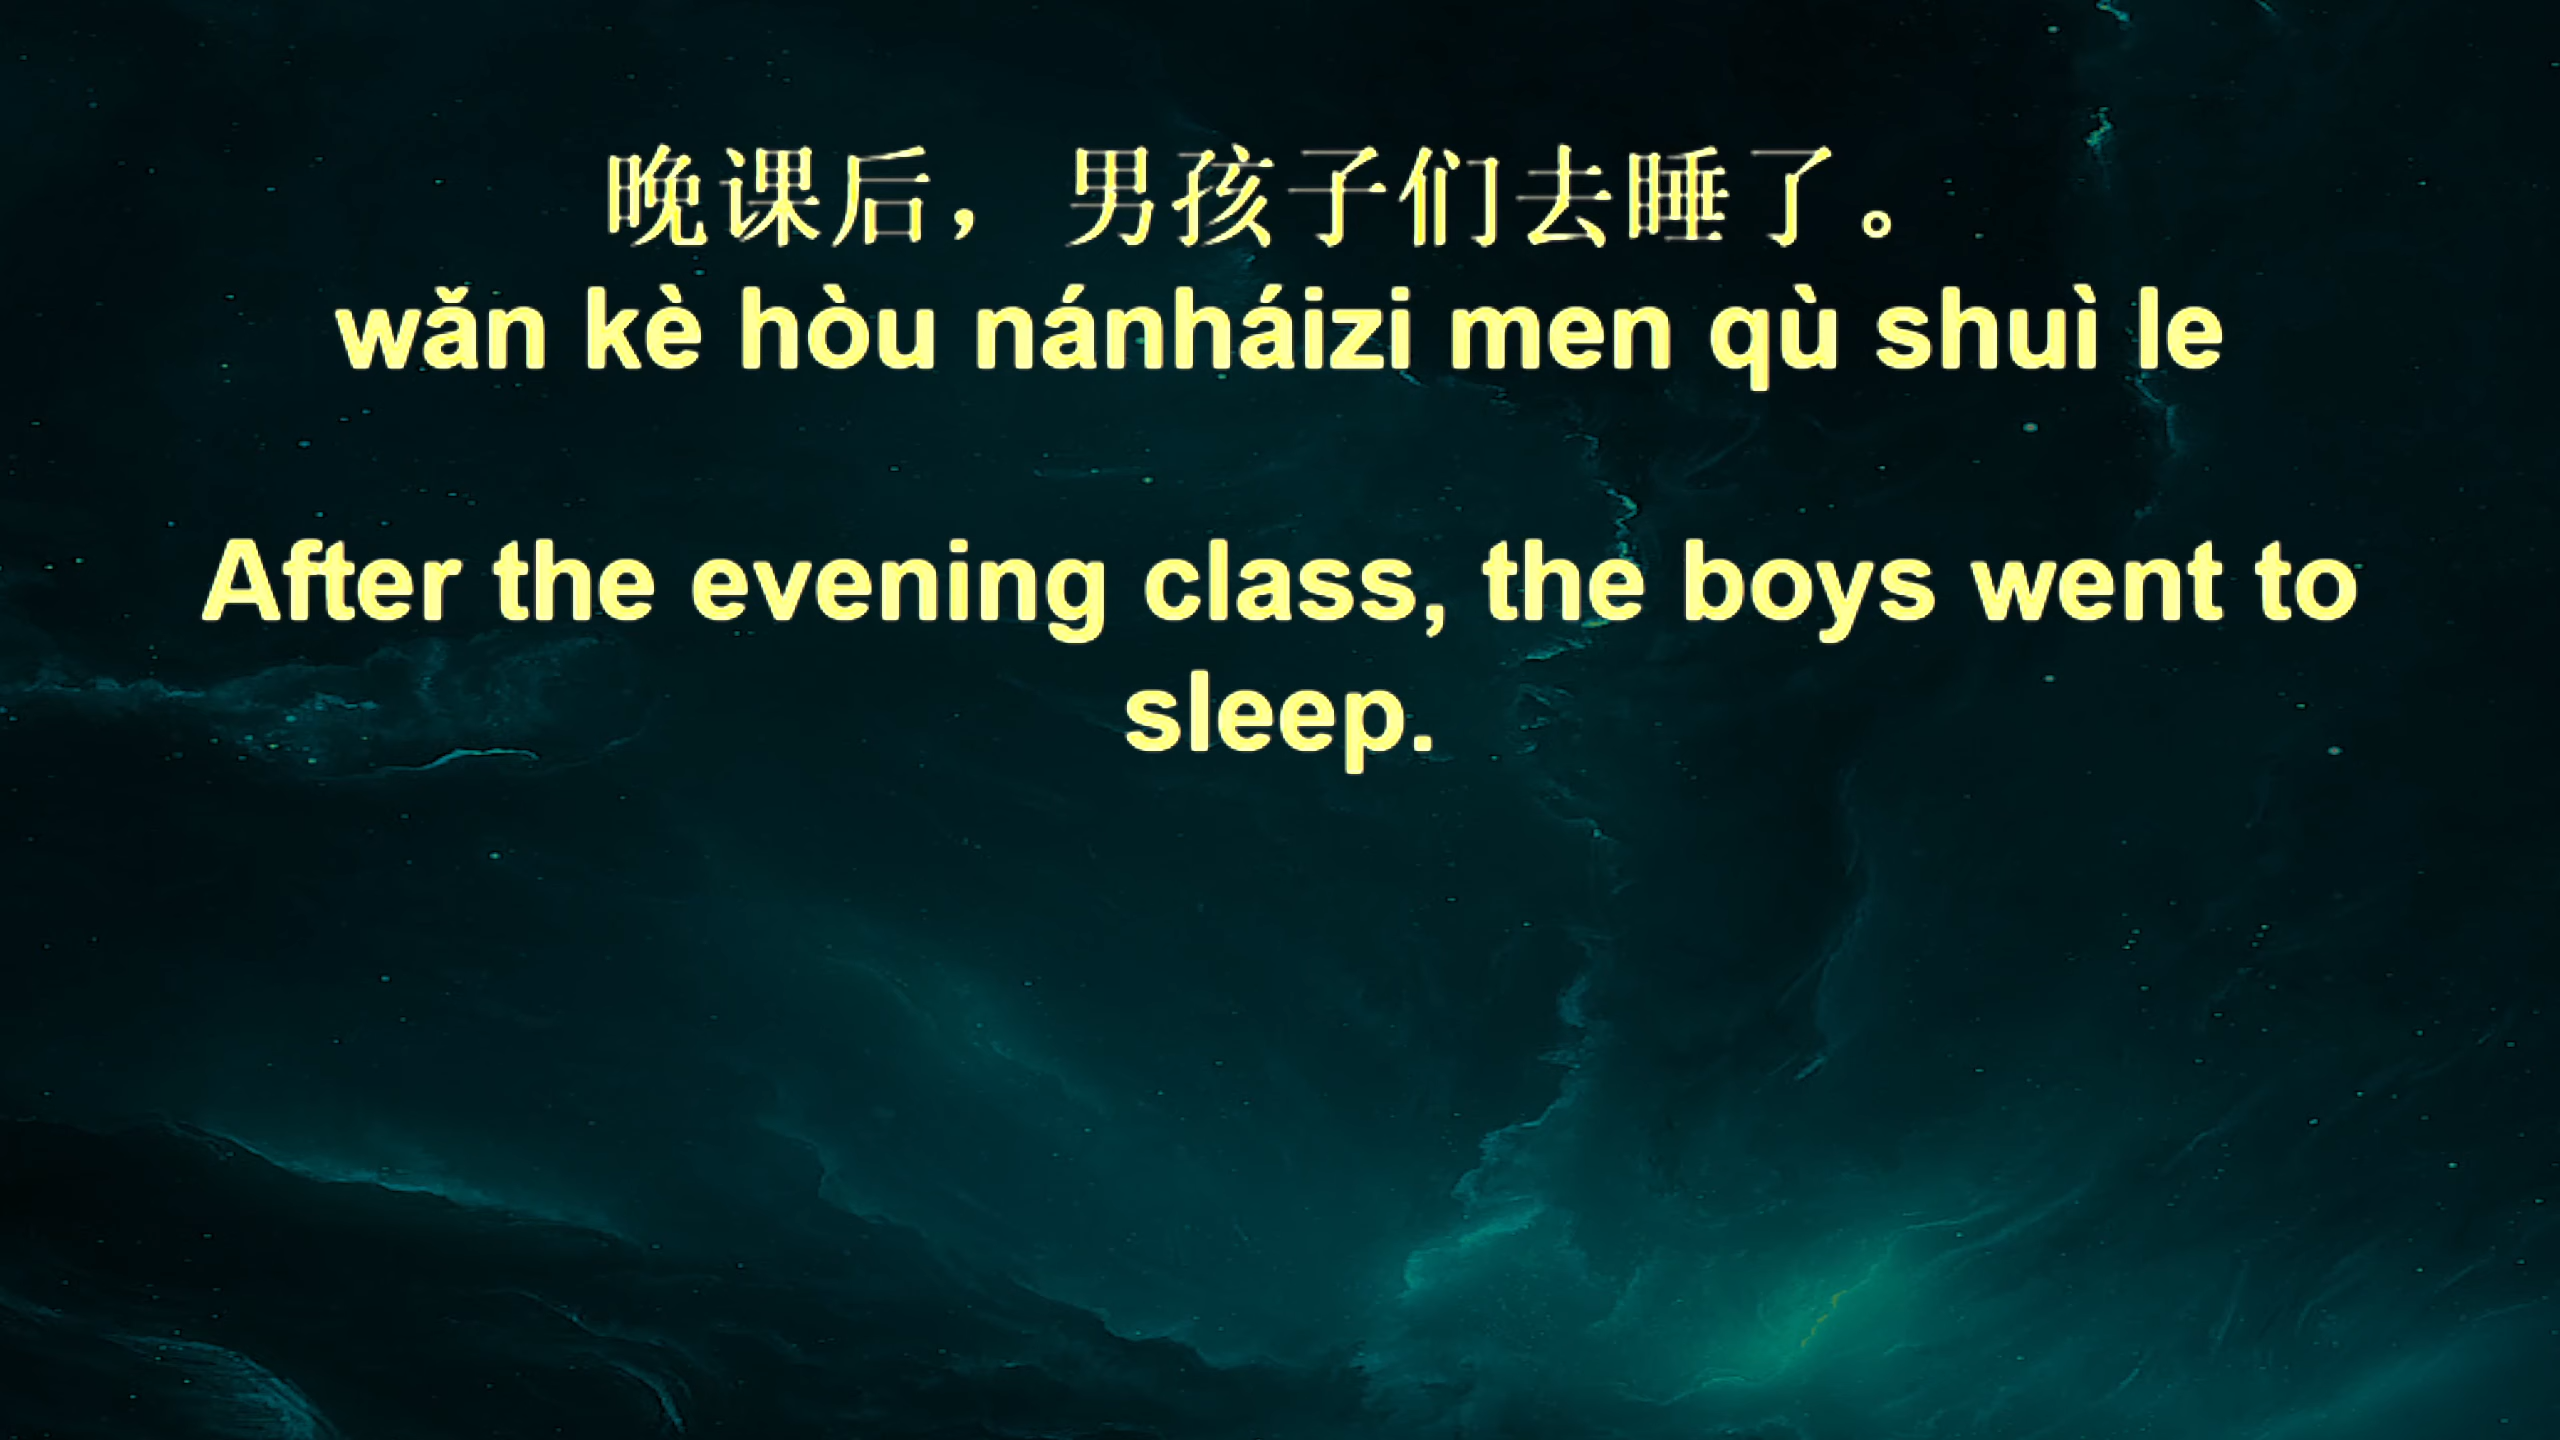 晚课后，男孩子们去睡了。
wǎn kè hòu nánháizi men qù shuì le
After the evening class, the boys went to
sleep.